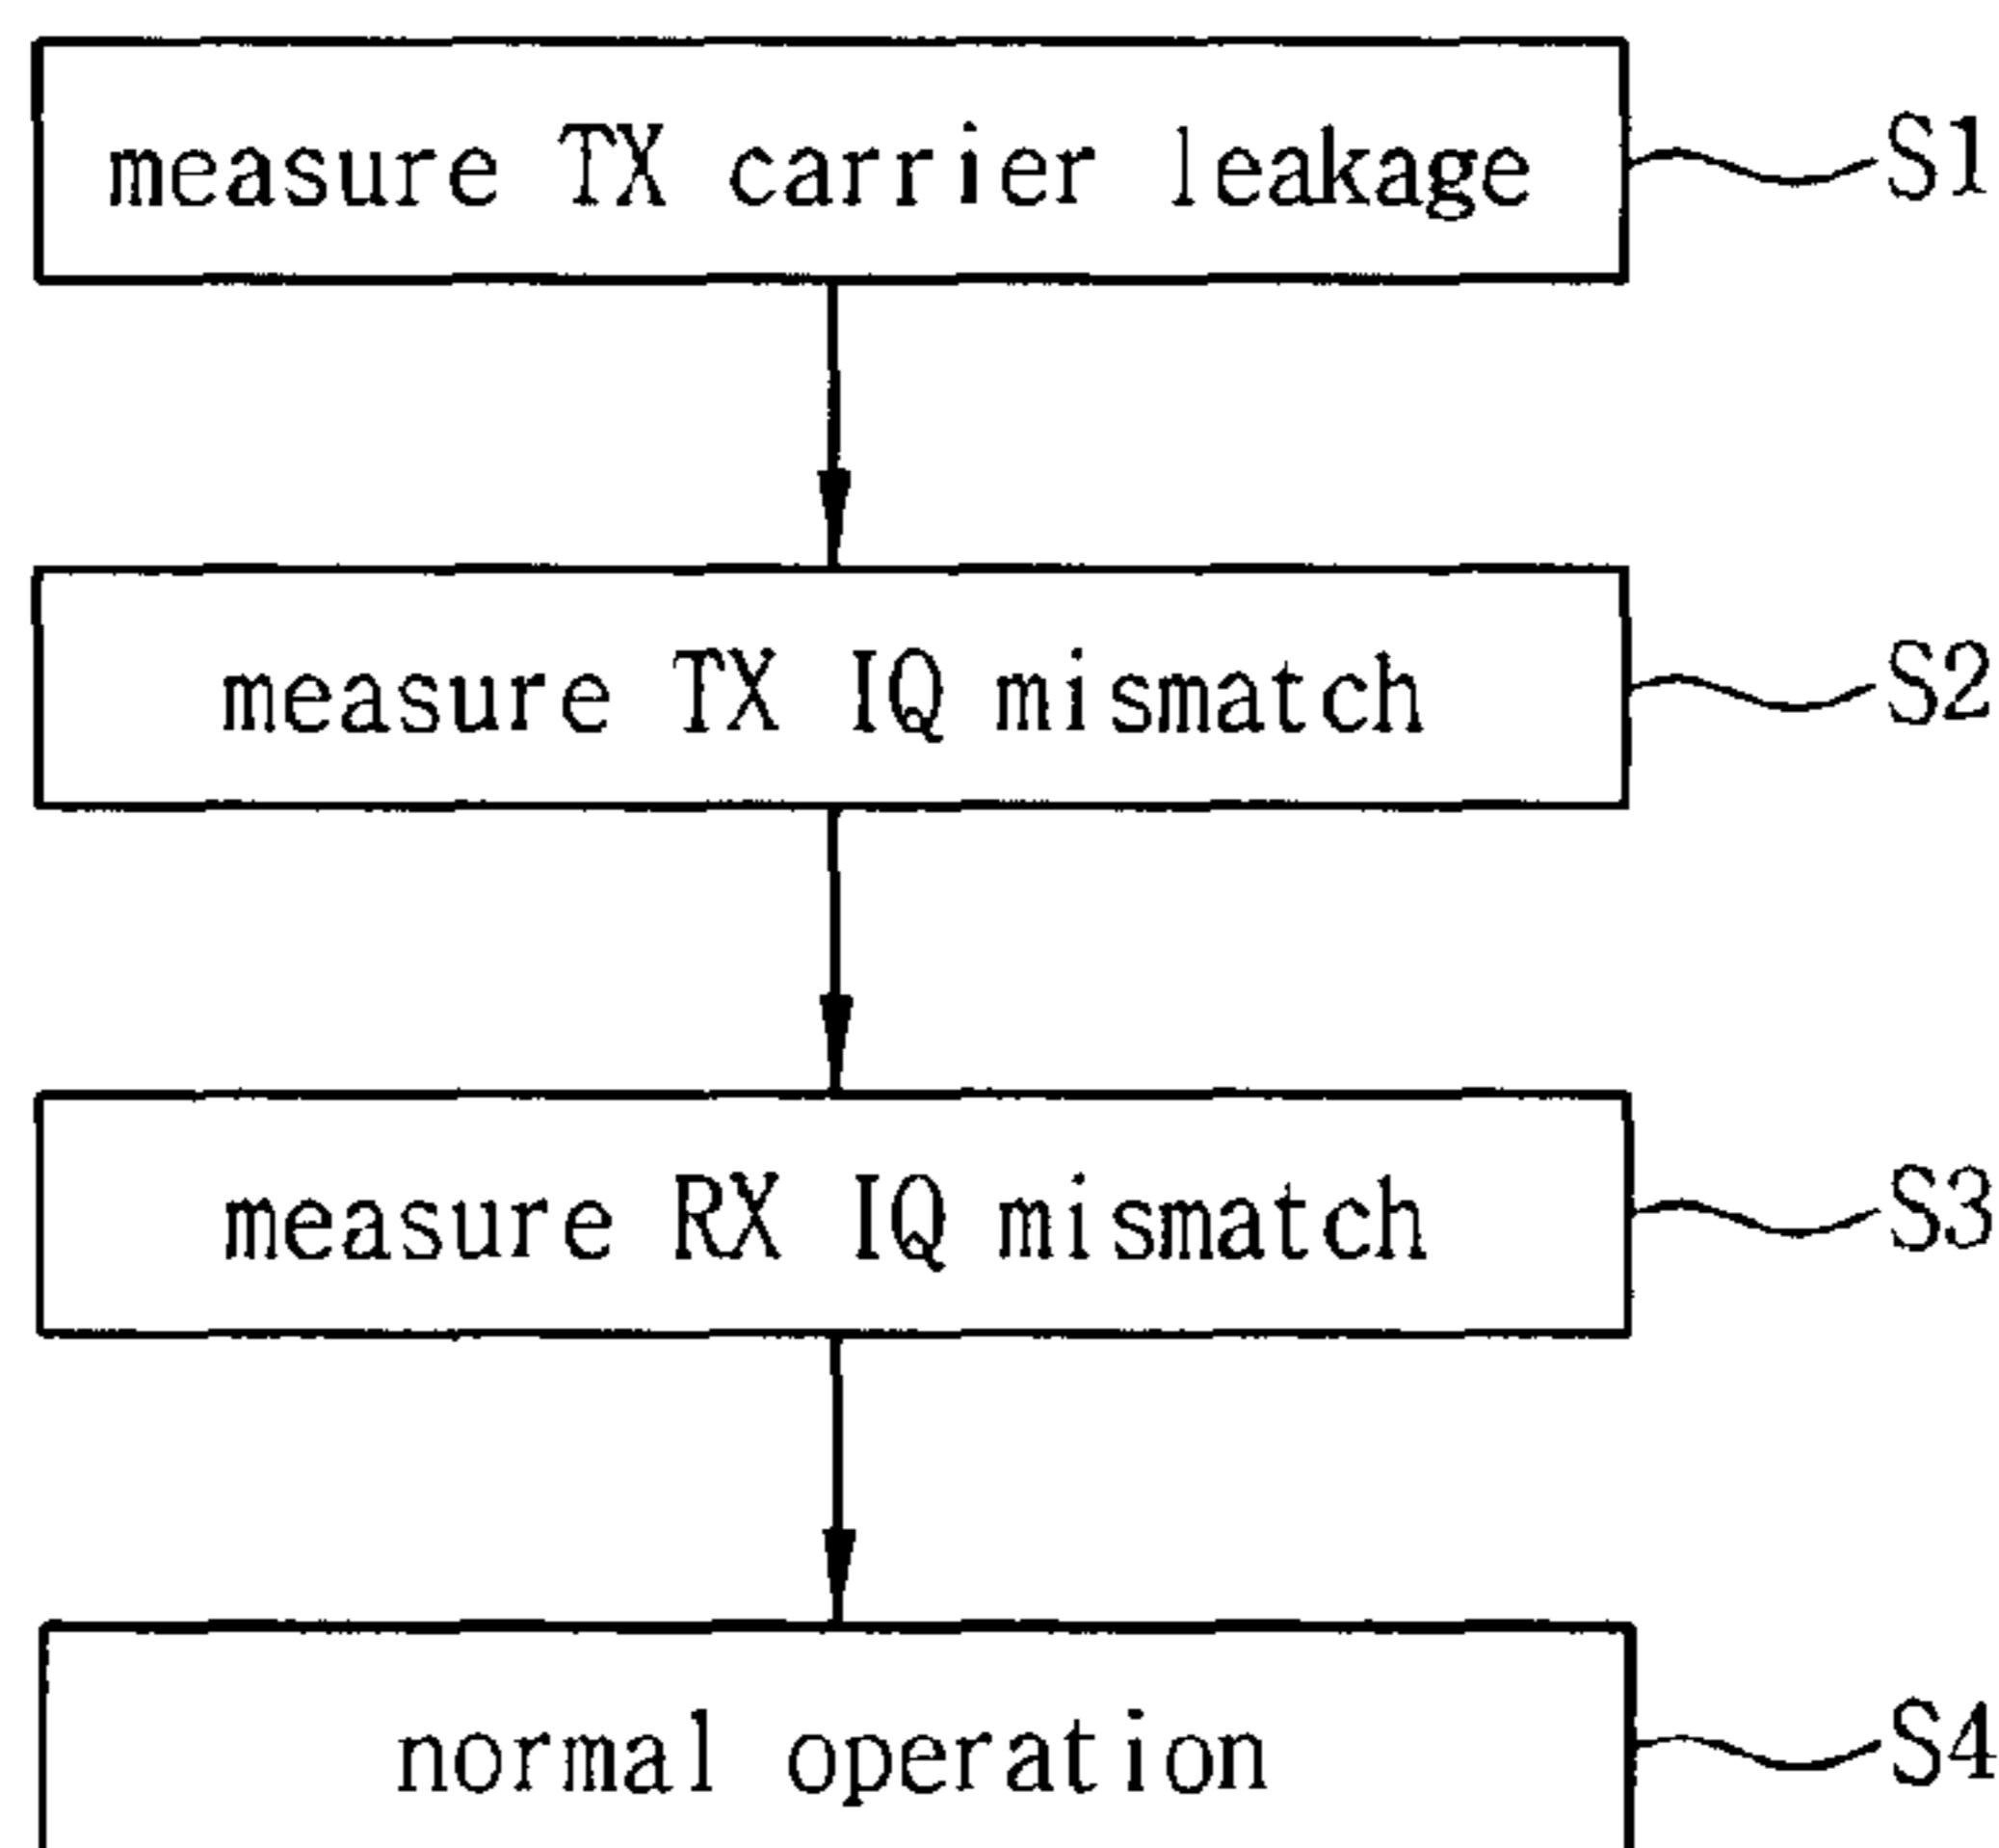 measure TX carrier leakage S1
measure TX IQ mismatch S2
measure RX IQ mismatch S3
normal operation S4